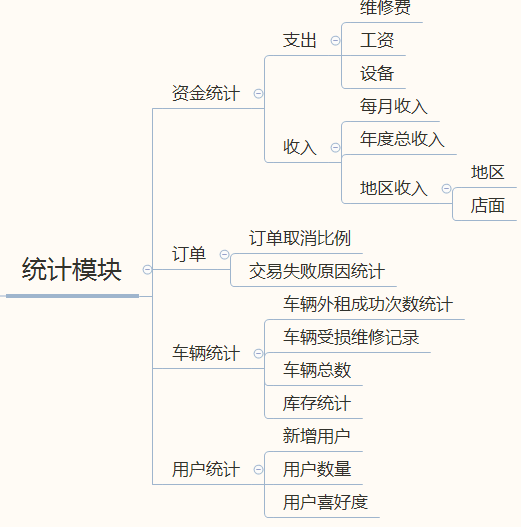 统计模块
资金统计
支出
维修费
工资
设备
收入
每月收入
年度总收入
地区收入
地区
店面
订单
订单取消比例
交易失败原因统计
车辆统计
车辆外租成功次数统计
车辆受损维修记录
车辆总数
库存统计
用户统计
新增用户
用户数量
用户喜好度